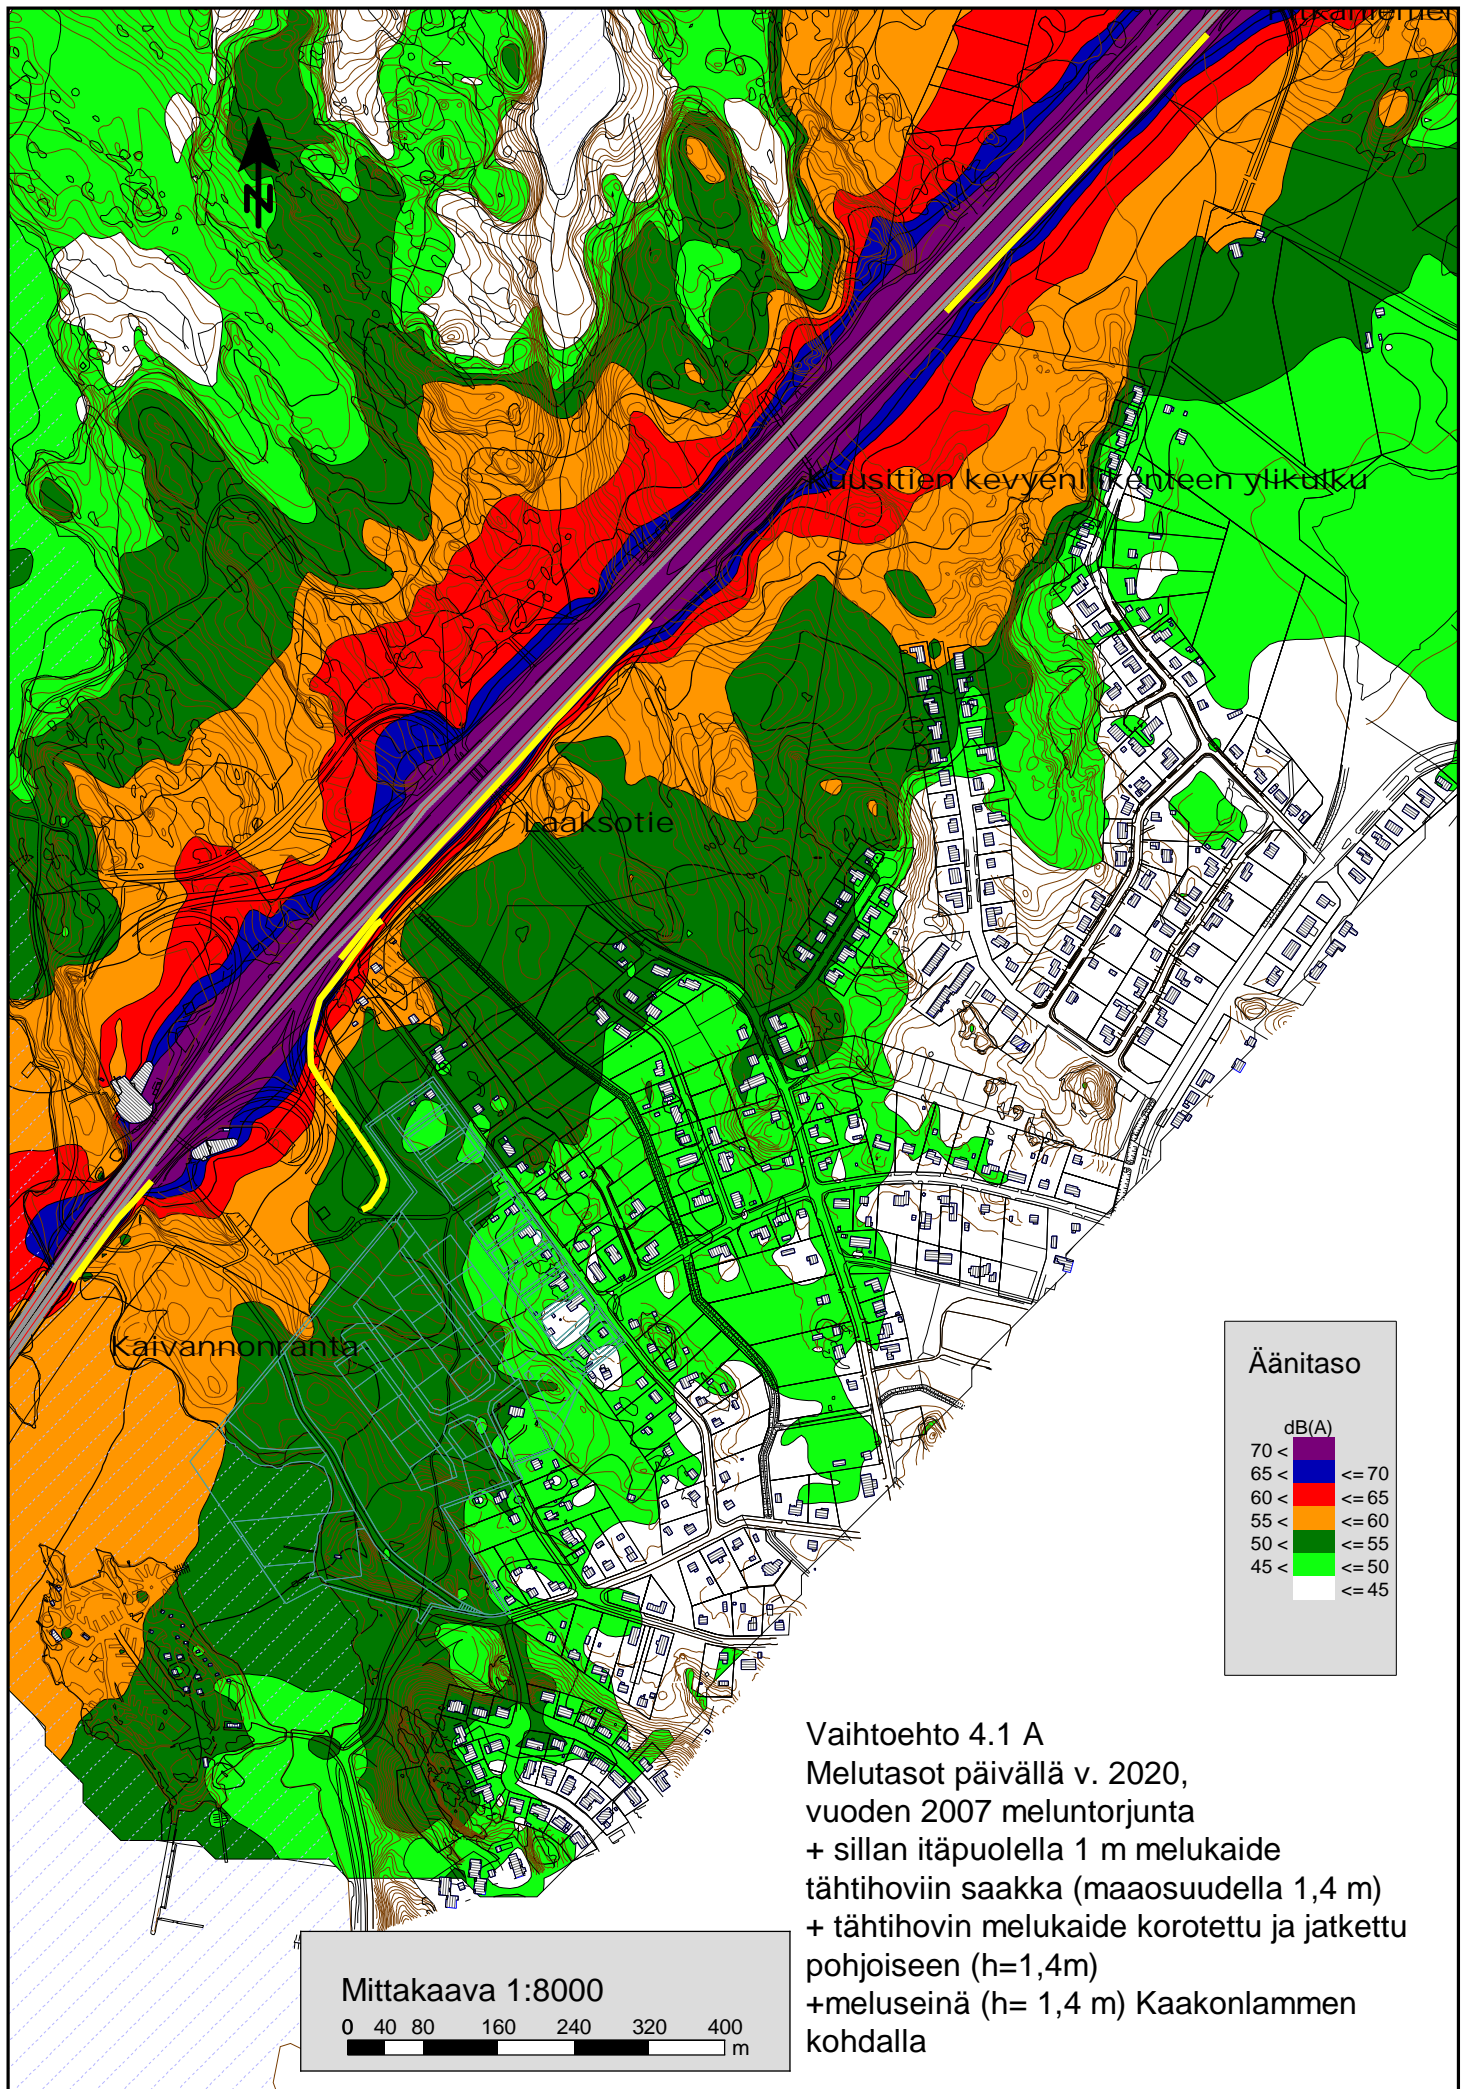 N
Kuusitien kevyenliikenteen ylikulku
Laaksotie
Kaivannonranta
Äänitaso
dB(A)
70 <
65 < <= 70
60 < <= 65
55 < <= 60
50 < <= 55
45 < <= 50
<= 45
Vaihtoehto 4.1 A
Melutasot päivällä v. 2020,
vuoden 2007 meluntorjunta
+ sillan itäpuolella 1 m melukaide
tähtihoviin saakka (maaosuudella 1,4 m)
+ tähtihovin melukaide korotettu ja jatkettu
pohjoiseen (h=1,4m)
+meluseinä (h= 1,4 m) Kaakonlammen
kohdalla
Mittakaava 1:8000
0 40 80 160 240 320 400
m